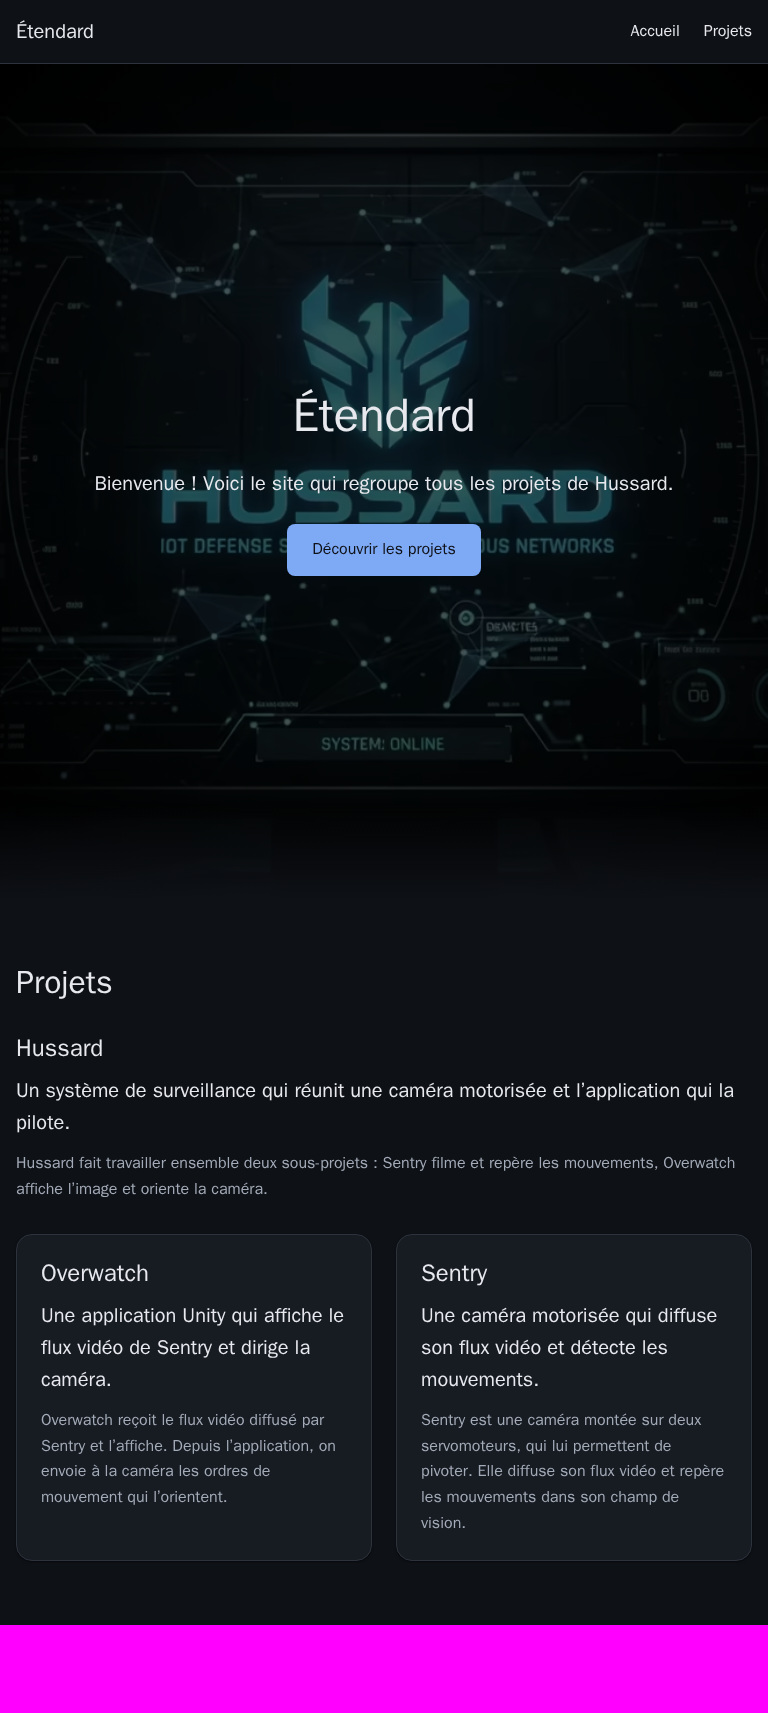 Étendard
Accueil
Projets
HUSSARD
Étendard
Bienvenue ! Voici le site qui regroupe tous les projets de Hussard.
IOT DEFENSE
OUS NETWORKS
Découvrir les projets
SYSTEM: ONLINE
Projets
Hussard
Un système de surveillance qui réunit une caméra motorisée et l’application qui la
pilote.
Hussard fait travailler ensemble deux sous-projets : Sentry filme et repère les mouvements, Overwatch
affiche l’image et oriente la caméra.
Overwatch
Une application Unity qui affiche le
flux vidéo de Sentry et dirige la
caméra.
Overwatch reçoit le flux vidéo diffusé par
Sentry et l’affiche. Depuis l’application, on
envoie à la caméra les ordres de
mouvement qui l’orientent.
Sentry
Une caméra motorisée qui diffuse
son flux vidéo et détecte les
mouvements.
Sentry est une caméra montée sur deux
servomoteurs, qui lui permettent de
pivoter. Elle diffuse son flux vidéo et repère
les mouvements dans son champ de
vision.